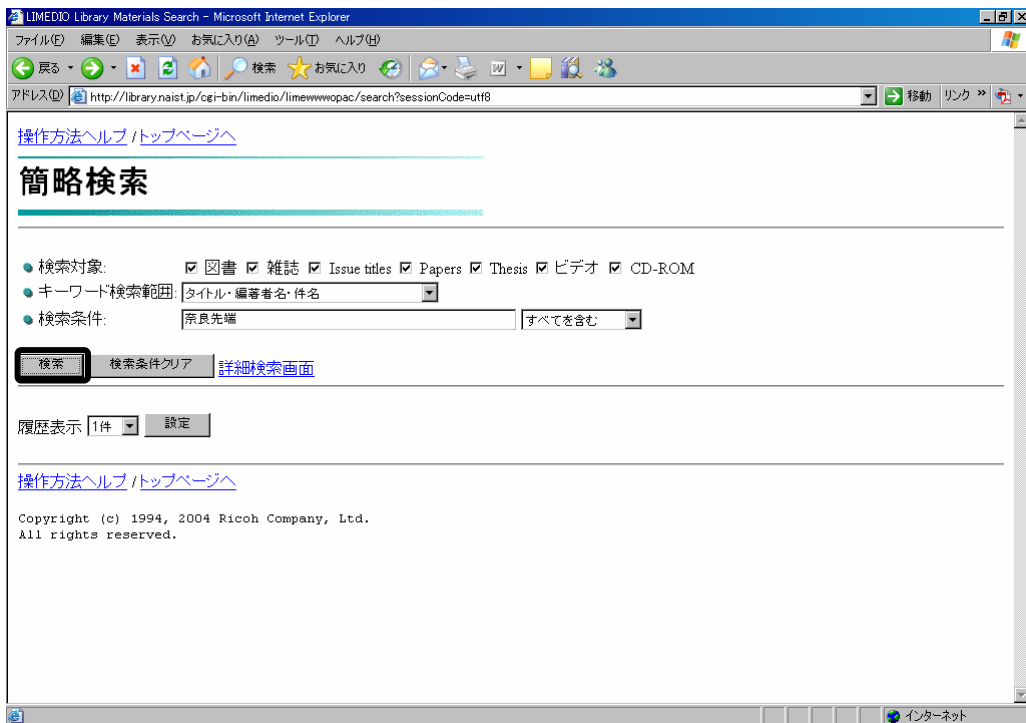 LIMEDIO Library Materials Search - Microsoft Internet Explorer
ファイル(F) 編集(E) 表示(V) お気に入り(A) ツール(T) ヘルプ(H)
戻る 検索 お気に入り
アドレス(D) http://library.naist.jp/cgi-bin/limedio/limewwwopac/search?sessionCode=utf8 移動 リンク »
操作方法ヘルプ / トップページへ
簡略検索
検索対象: 図書 雑誌 Issue titles Papers Thesis ビデオ CD-ROM
キーワード検索範囲: タイトル・編著者名・件名
検索条件: 奈良先端 すべてを含む
検索 検索条件クリア 詳細検索画面
履歴表示 1件 設定
操作方法ヘルプ / トップページへ
Copyright (c) 1994, 2004 Ricoh Company, Ltd.
All rights reserved.
インターネット